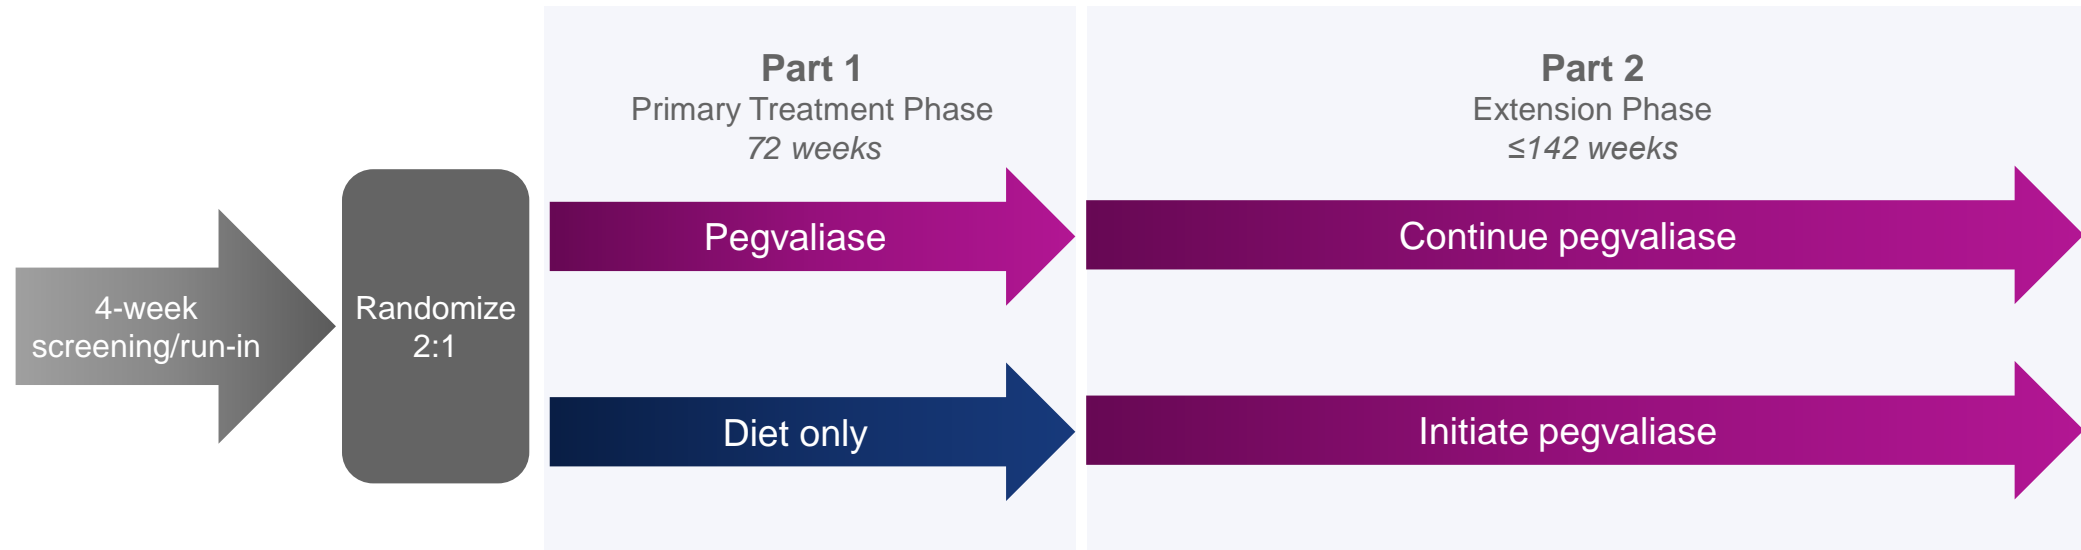 4-week
screening/run-in
Randomize
2:1
Part 1
Primary Treatment Phase
72 weeks
Pegvaliase
Diet only
Part 2
Extension Phase
≤142 weeks
Continue pegvaliase
Initiate pegvaliase